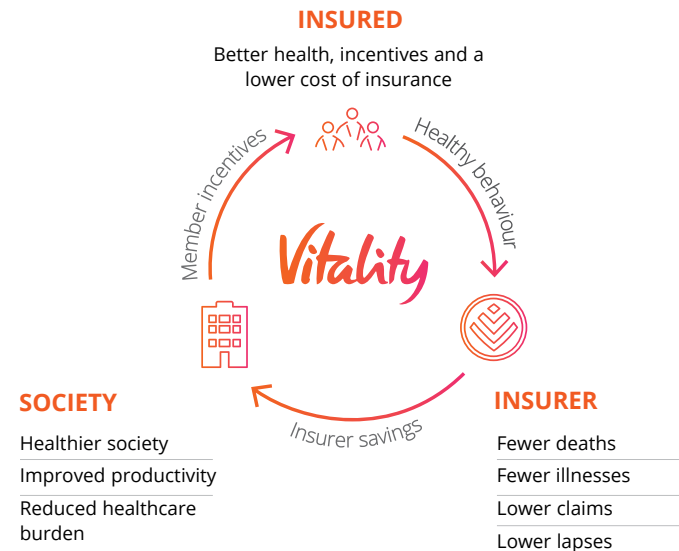 INSURED
Better health, incentives and a
lower cost of insurance
Member incentives
Healthy behaviour
Vitality
Insurer savings
SOCIETY
Healthier society
Improved productivity
Reduced healthcare
burden
INSURER
Fewer deaths
Fewer illnesses
Lower claims
Lower lapses